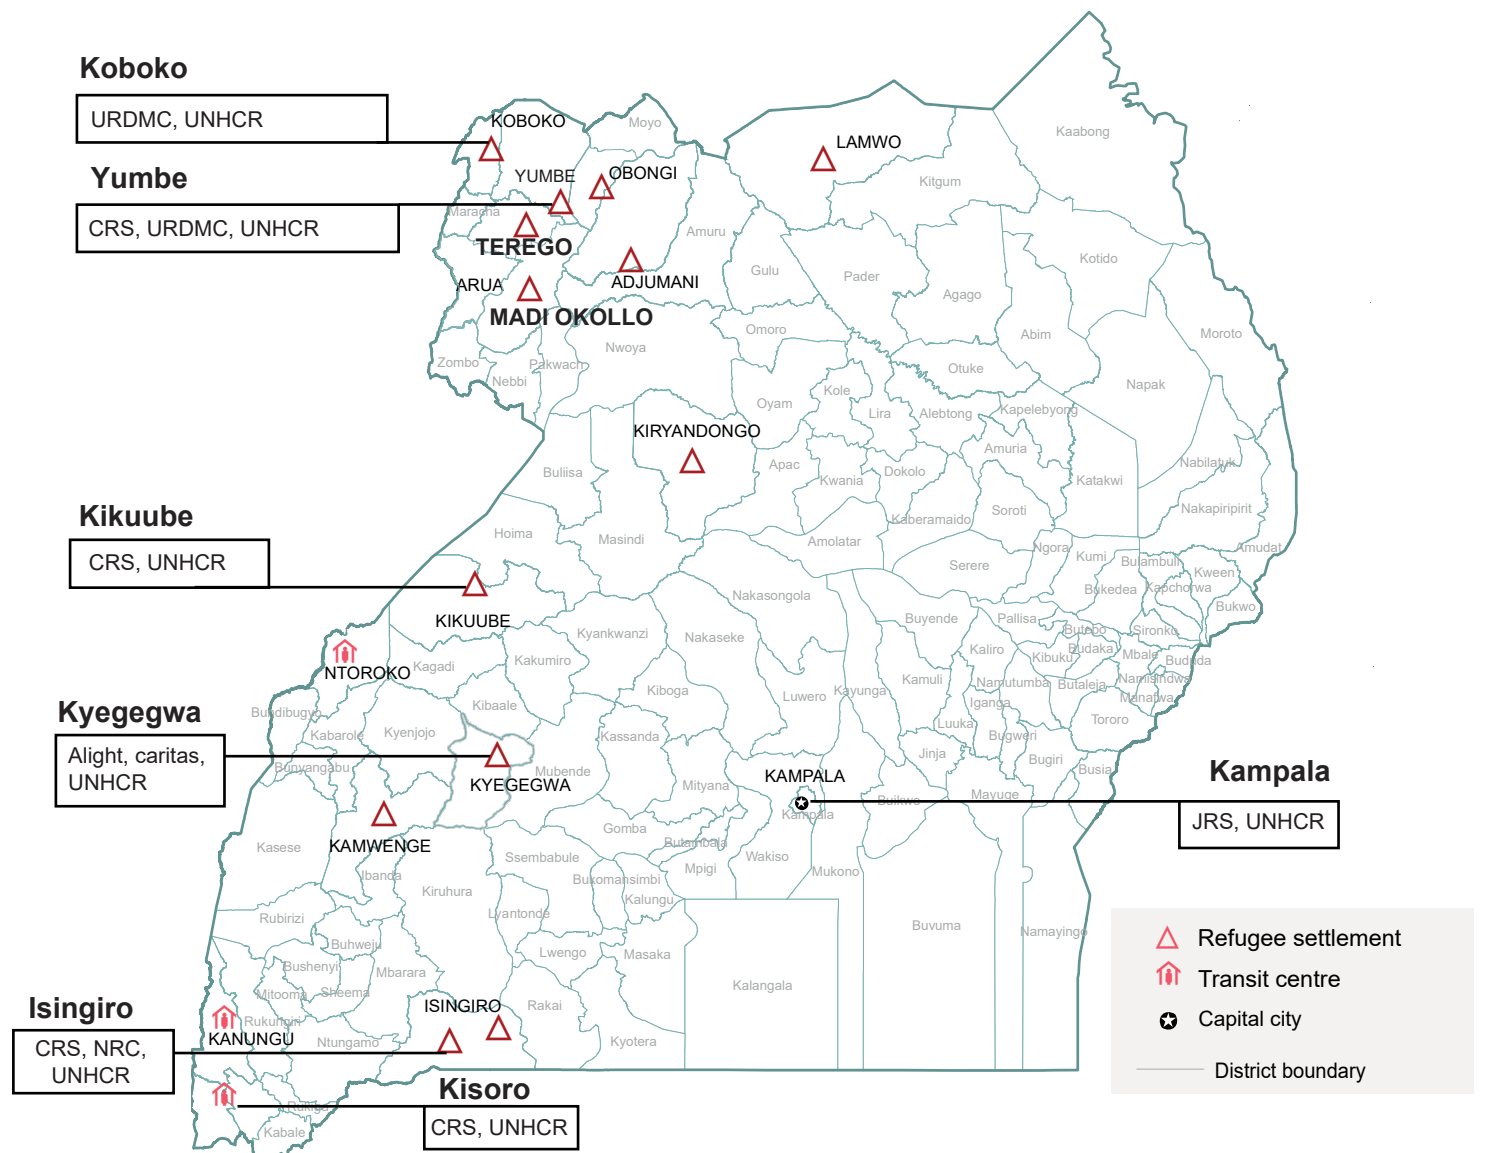 Koboko
URDMC, UNHCR
Yumbe
CRS, URDMC, UNHCR
Kikuube
CRS, UNHCR
Kyegegwa
Alight, caritas,
UNHCR
Isingiro
CRS, NRC,
UNHCR
Kisoro
CRS, UNHCR
Kampala
JRS, UNHCR
KOBOKO
Moyo
LAMWO
Kaabong
YUMBE
OBONGI
Kitgum
Maracha
TEREGO
Amuru
Kotido
ARUA
ADJUMANI
Gulu
Pader
Agago
MADI OKOLLO
Omoro
Abim
Moroto
Nwoya
Zombo
Pakwach
Nebbi
Otuke
Napak
Oyam
Kole
Lira
Alebtong
Kapelebyong
KIRYANDONGO
Amuria
Buliisa
Apac
Kwania
Dokolo
Katakwi
Nabilatuk
Nakapiripirit
Kaberamaido
Soroti
Hoima
Masindi
Amolatar
Ngora
Kumi
Amudat
Serere
Bulambuli
Kween
Bukedea
Kapchorwa
Bukwo
Nakasongola
KIKUUBE
Kyankwanzi
Nakaseke
Buyende
Pallisa
Butebo
Sironko
Kaliro
Kibuku
Budaka
Mbale
Bududa
NTOROKO
Kagadi
Kakumiro
Kiboga
Luwero
Kayunga
Kamuli
Namutumba
Butaleja
Namisindwa
Manafwa
Iganga
Bundibugyo
Kibaale
Kabarole
Kyenjojo
Kassanda
Luuka
Bugweri
Tororo
Bunyangabu
Mubende
Jinja
Bugiri
Busia
KYEGEGWA
Mityana
KAMPALA
Kampala
Buikwe
Mayuge
KAMWENGE
Kasese
Gomba
Butambala
Ssembabule
Wakiso
Mpigi
Mukono
Ibanda
Kiruhura
Bukomansimbi
Kalungu
Rubirizi
Lyantonde
Buvuma
Namayingo
Buhweju
Lwengo
Masaka
Bushenyi
Mbarara
Kalangala
Mitooma
Sheema
ISINGIRO
Rakai
Rukungiri
KANUNGU
Ntungamo
Kyotera
Rukiga
Kabale
Refugee settlement
Transit centre
Capital city
District boundary